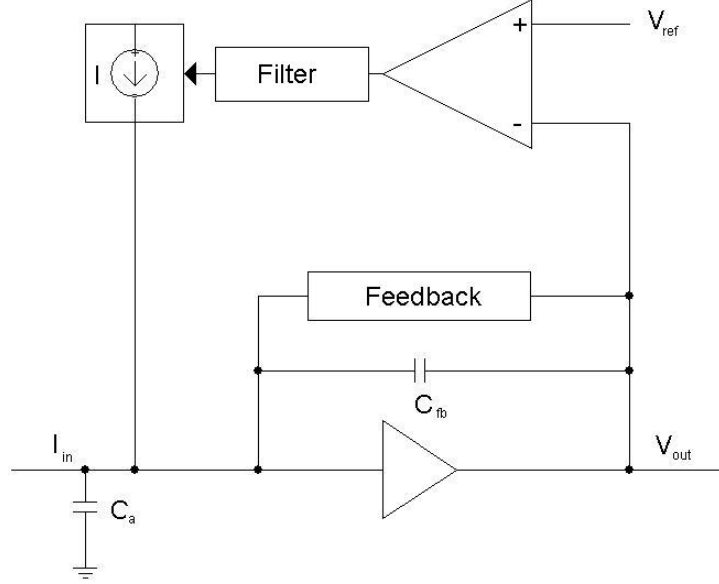 +
V_ref
I
Filter
-
Feedback
C_fb
I_in
V_out
C_a